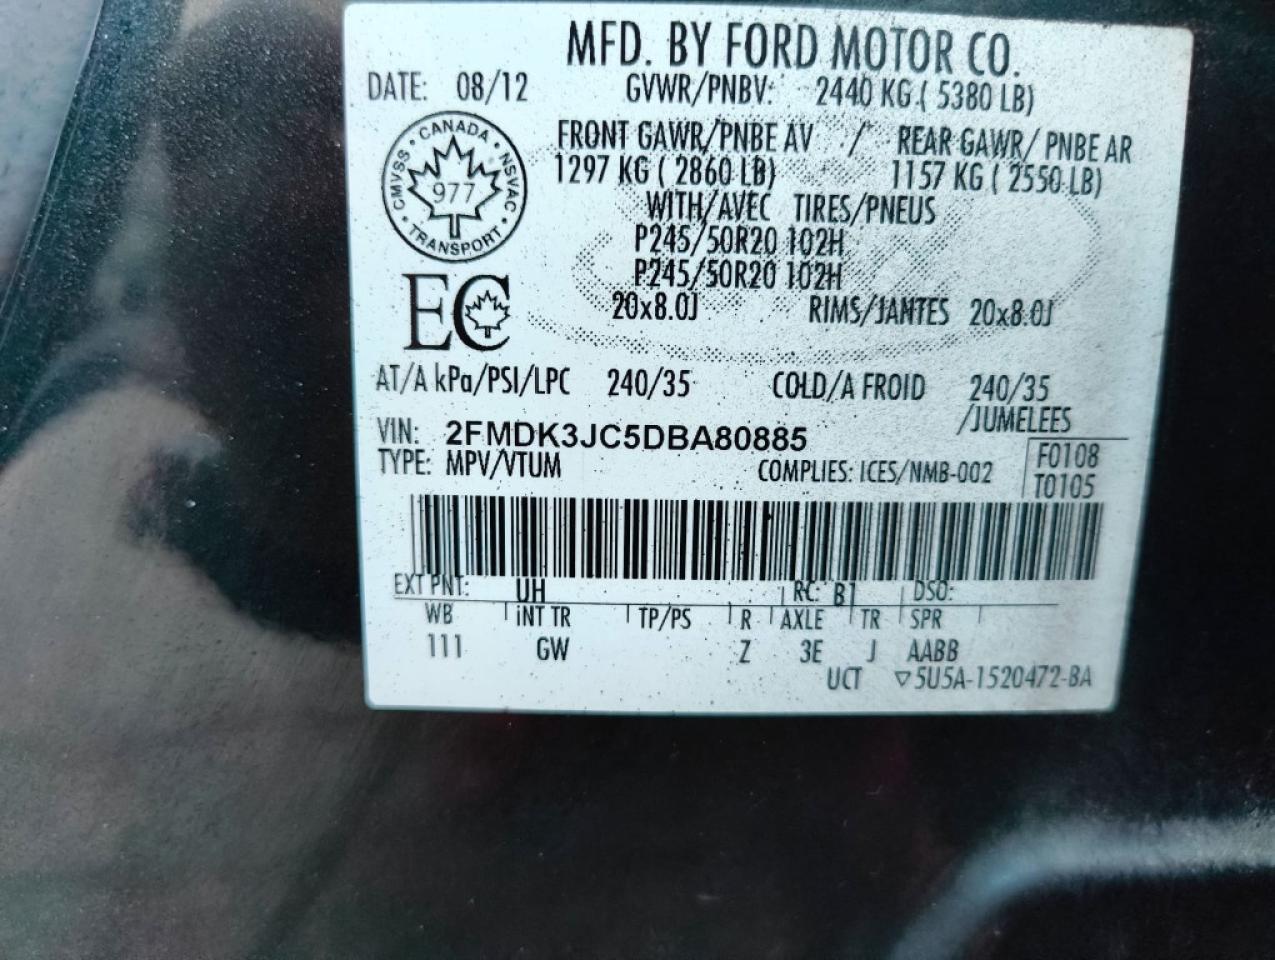 MFD. BY FORD MOTOR CO.
DATE: 08/12 GVWR/PNBV: 2440 KG ( 5380 LB)
FRONT GAWR/PNBE AV / REAR GAWR/ PNBE AR
1297 KG ( 2860 LB) 1157 KG ( 2550 LB)
WITH/AVEC TIRES/PNEUS
P245/50R20 102H
P245/50R20 102H
20x8.0J RIMS/JANTES 20x8.0J
CANADA
CMVSS NSVAC
977
TRANSPORT
EC
AT/A kPa/PSI/LPC 240/35 COLD/A FROID 240/35
/JUMELEES
VIN: 2FMDK3JC5DBA80885
TYPE: MPV/VTUM COMPLIES: ICES/NMB-002
F0108
T0105
EXT PNT: UH RC: B1 DSO:
WB INT TR TP/PS R AXLE TR SPR
111 GW Z 3E J AABB
UCT ▽5U5A-1520472-BA